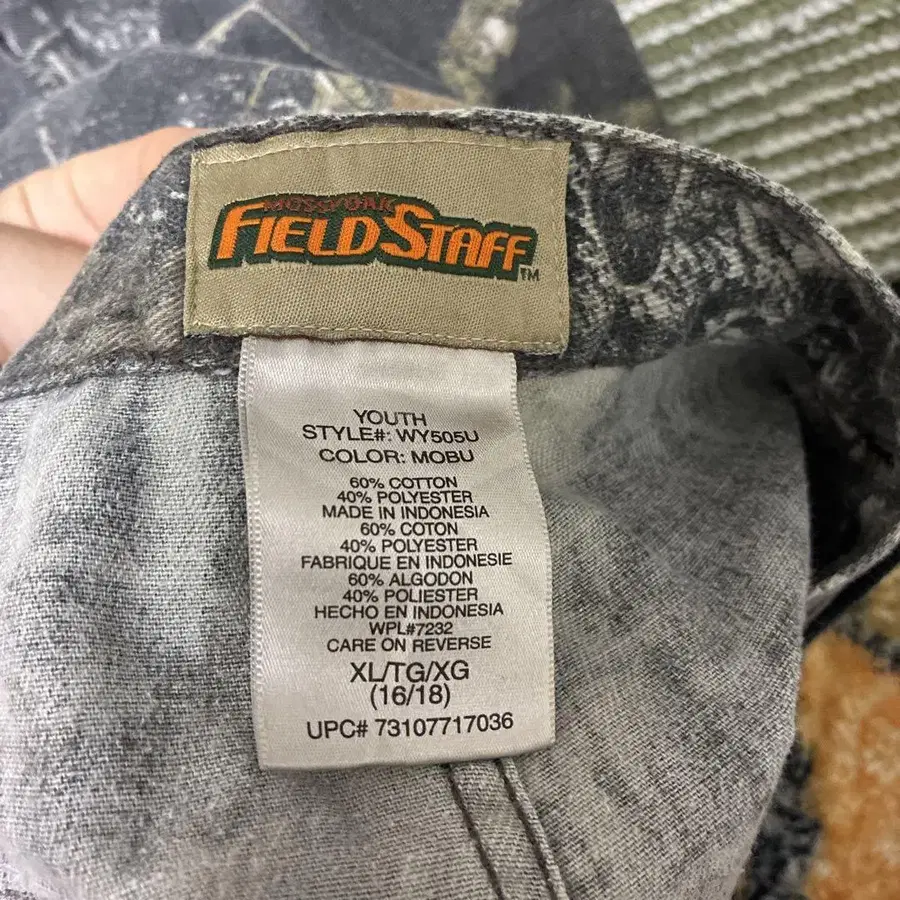 MOSSY OAK
FIELD STAFF TM
YOUTH
STYLE#: WY505U
COLOR: MOBU
60% COTTON
40% POLYESTER
MADE IN INDONESIA
60% COTON
40% POLYESTER
FABRIQUE EN INDONESIE
60% ALGODON
40% POLIESTER
HECHO EN INDONESIA
WPL#7232
CARE ON REVERSE
XL/TG/XG
(16/18)
UPC# 73107717036